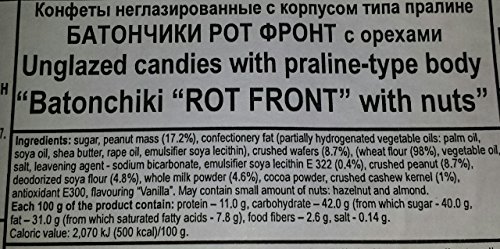 Конфеты неглазированные с корпусом типа пралине
БАТОНЧИКИ РОТ ФРОНТ с орехами
Unglazed candies with praline-type body
“Batonchiki “ROT FRONT” with nuts”
Н
7.
Ingredients: sugar, peanut mass (17.2%), confectionery fat (partially hydrogenated vegetable oils: palm oil,
soya oil, shea butter, rape oil, emulsifier soya lecithin), crushed wafers (8.7%), (wheat flour (98%), vegetable oil,
salt, leavening agent - sodium bicarbonate, emulsifier soya lecithin E 322 (0.4%), crushed peanut (8.7%),
deodorized soya flour (4.8%), whole milk powder (4.6%), cocoa powder, crushed cashew kernel (1%),
antioxidant E300, flavouring “Vanilla”. May contain small amount of nuts: hazelnut and almond.
Each 100 g of the product contain: protein – 11.0 g, carbohydrate – 42.0 g (from which sugar - 40.0 g,
fat – 31.0 g (from which saturated fatty acids - 7.8 g), food fibers – 2.6 g, salt - 0.14 g.
Caloric value: 2,070 kJ (500 kcal)/100 g.